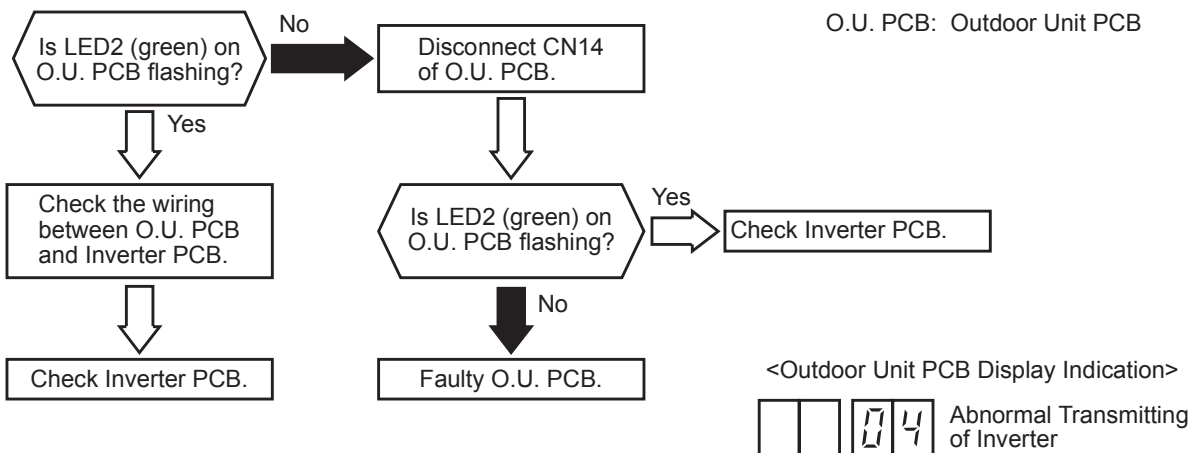 O.U. PCB: Outdoor Unit PCB
Is LED2 (green) on
O.U. PCB flashing?
No
Disconnect CN14
of O.U. PCB.
Yes
Check the wiring
between O.U. PCB
and Inverter PCB.
Is LED2 (green) on
O.U. PCB flashing?
Yes
Check Inverter PCB.
No
Check Inverter PCB.
Faulty O.U. PCB.
<Outdoor Unit PCB Display Indication>
04
Abnormal Transmitting
of Inverter